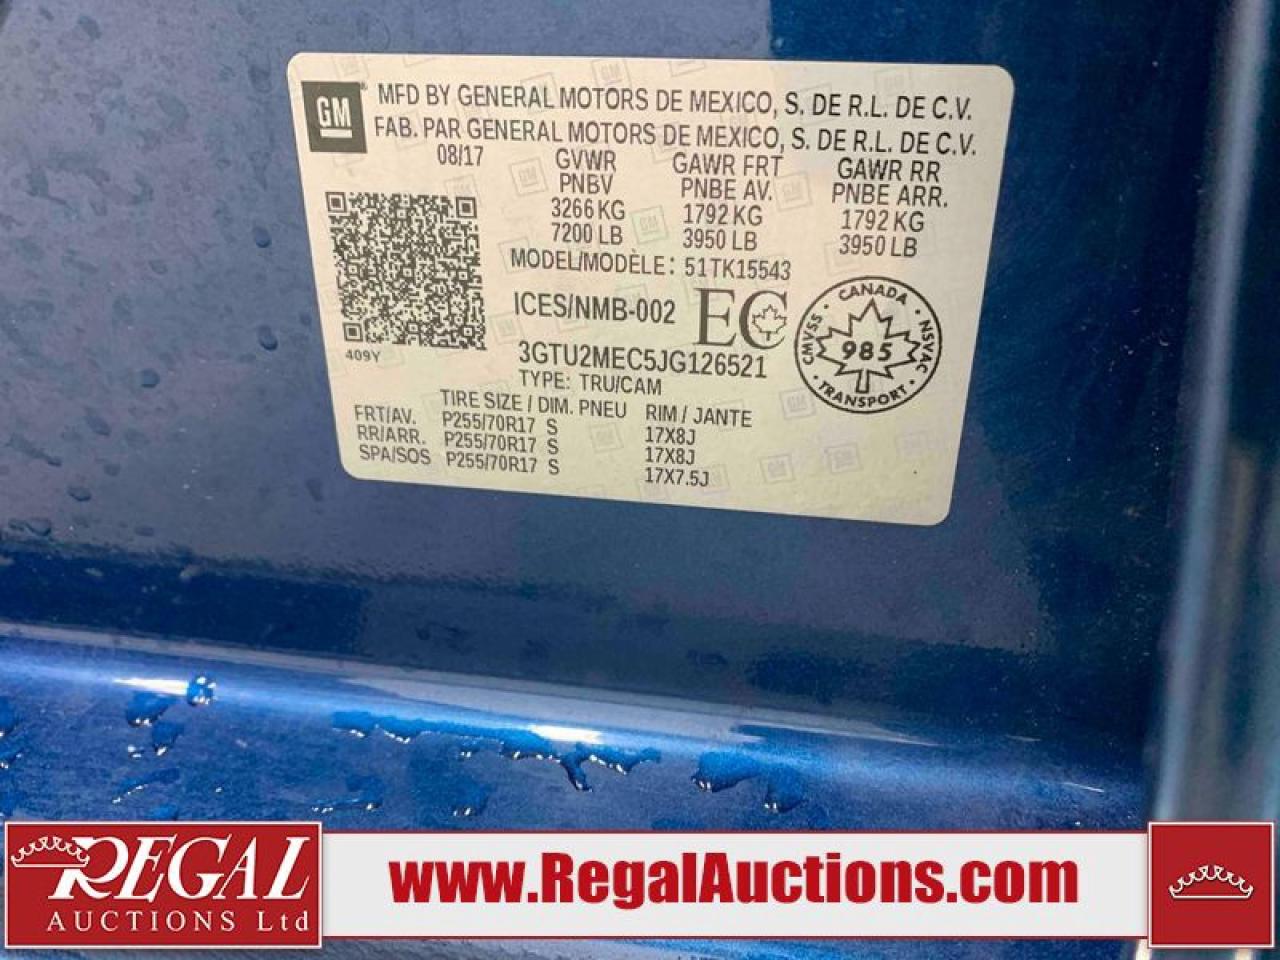 GM
MFD BY GENERAL MOTORS DE MEXICO, S. DE R.L. DE C.V.
FAB. PAR GENERAL MOTORS DE MEXICO, S. DE R.L. DE C.V.
08/17 GVWR GAWR FRT GAWR RR
PNBV PNBE AV. PNBE ARR.
3266 KG 1792 KG 1792 KG
7200 LB 3950 LB 3950 LB
MODEL/MODÈLE: 51TK15543
ICES/NMB-002 EC
CANADA
CMVSS 985 NSVAC
TRANSPORT
409Y
3GTU2MEC5JG126521
TYPE: TRU/CAM
TIRE SIZE / DIM. PNEU RIM / JANTE
FRT/AV. P255/70R17 S 17X8J
RR/ARR. P255/70R17 S 17X8J
SPA/SOS P255/70R17 S 17X7.5J
REGAL
AUCTIONS Ltd
www.RegalAuctions.com